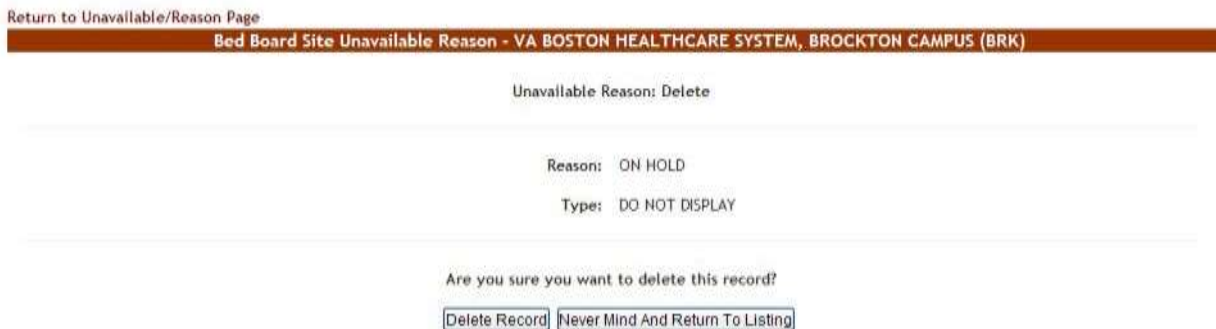 Return to Unavailable/Reason Page
Bed Board Site Unavailable Reason - VA BOSTON HEALTHCARE SYSTEM, BROCKTON CAMPUS (BRK)
Unavailable Reason: Delete
Reason: ON HOLD
Type: DO NOT DISPLAY
Are you sure you want to delete this record?
Delete Record Never Mind And Return To Listing